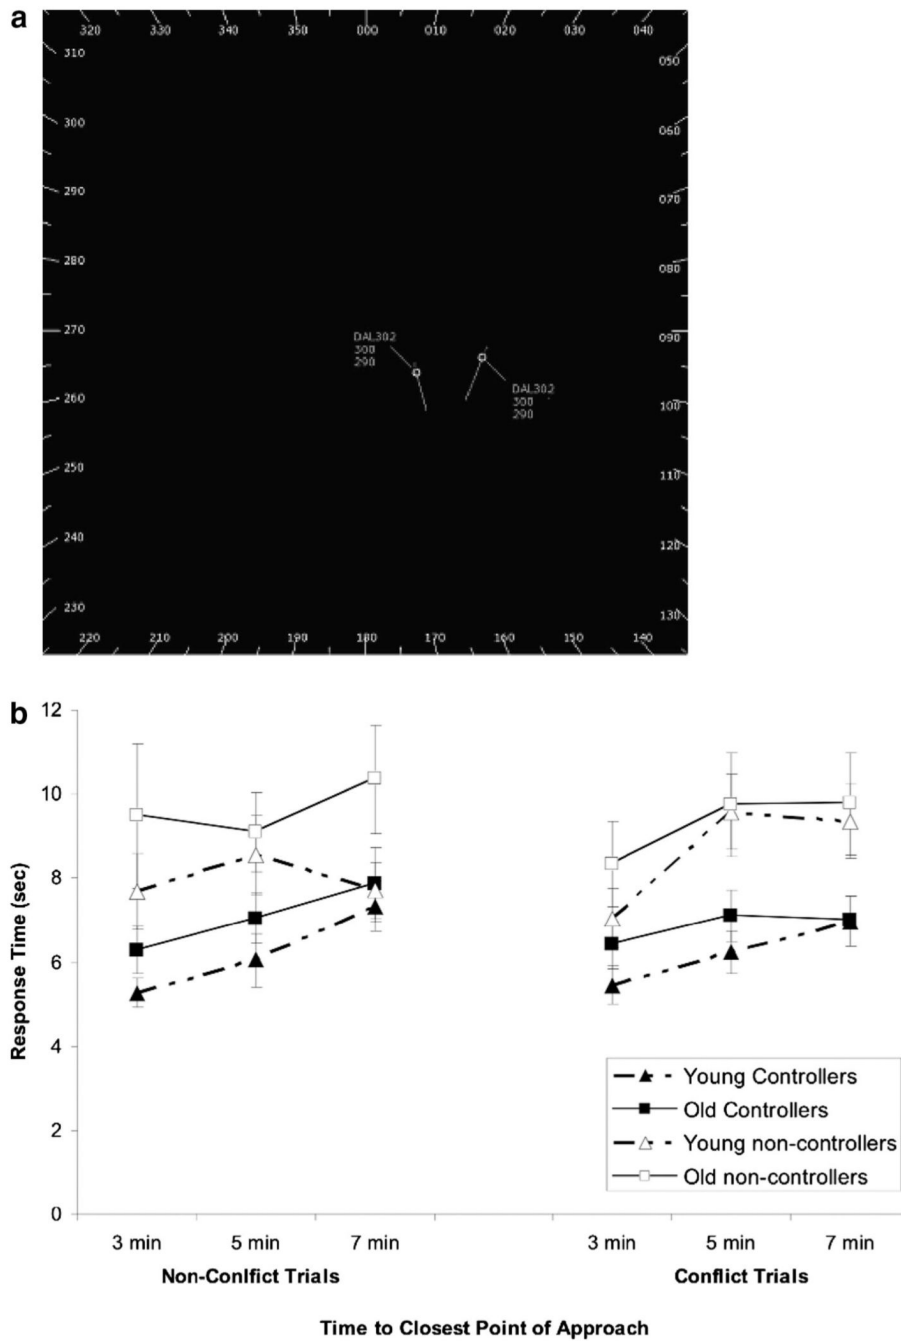 a
320 330 340 350 000 010 020 030 040
310 050
300 060
290 070
280 080
270 090
260 100
250 110
240 120
230 130
220 210 200 190 180 170 160 150 140
DAL302
300
290
DAL302
300
290
b
12
10
8
6
4
2
0
Response Time (sec)
Young Controllers
Old Controllers
Young non-controllers
Old non-controllers
3 min 5 min 7 min 3 min 5 min 7 min
Non-Conlfict Trials Conflict Trials
Time to Closest Point of Approach